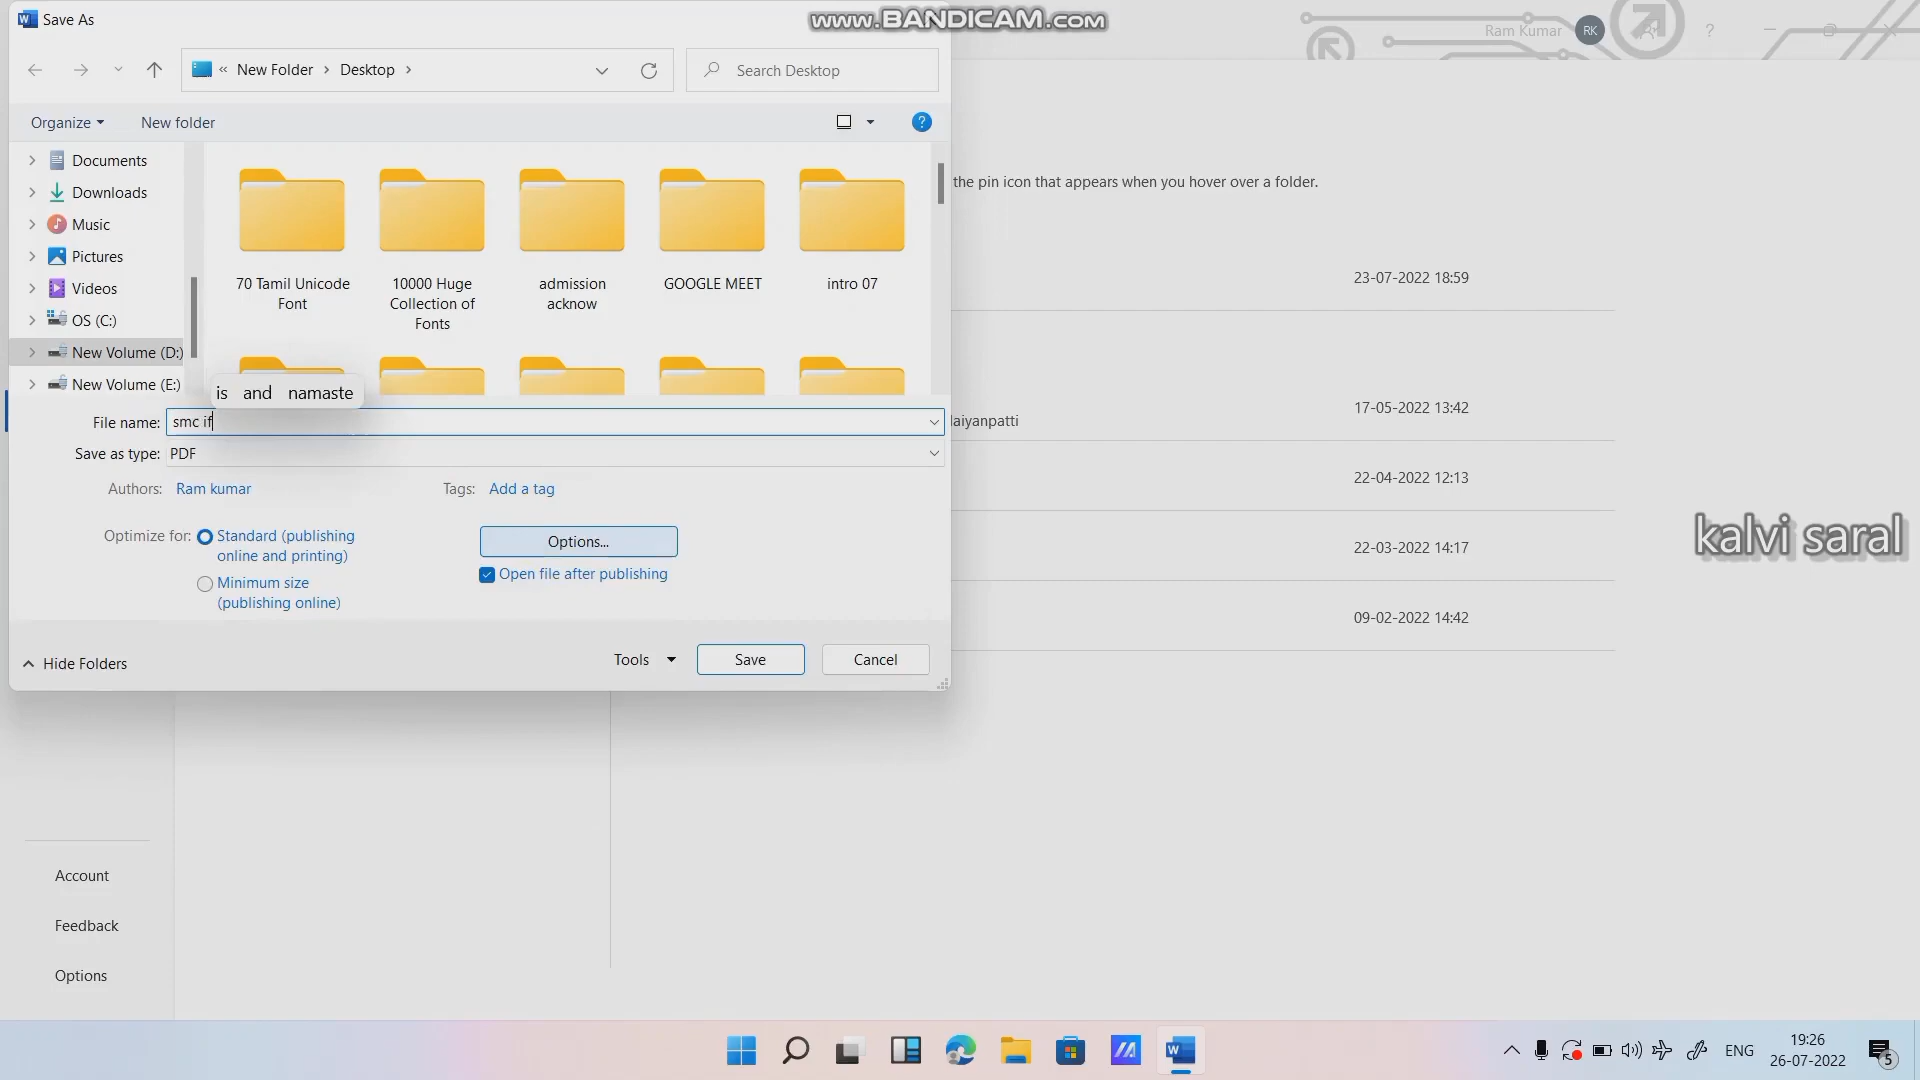 Save As
www.BANDICAM.com
Ram Kumar
RK
?
« New Folder > Desktop >
Search Desktop
Organize
New folder
?
Documents
Downloads
Music
Pictures
Videos
OS (C:)
New Volume (D:)
New Volume (E:)
70 Tamil Unicode
Font
10000 Huge
Collection of
Fonts
admission
acknow
GOOGLE MEET
intro 07
the pin icon that appears when you hover over a folder.
23-07-2022 18:59
is and namaste
17-05-2022 13:42
laiyanpatti
File name: smc if
Save as type: PDF
Authors: Ram kumar
Tags: Add a tag
22-04-2022 12:13
Optimize for:
Standard (publishing
online and printing)
Minimum size
(publishing online)
Options...
Open file after publishing
kalvi saral
22-03-2022 14:17
09-02-2022 14:42
Hide Folders
Tools
Save
Cancel
Account
Feedback
Options
ENG
19:26
26-07-2022
5